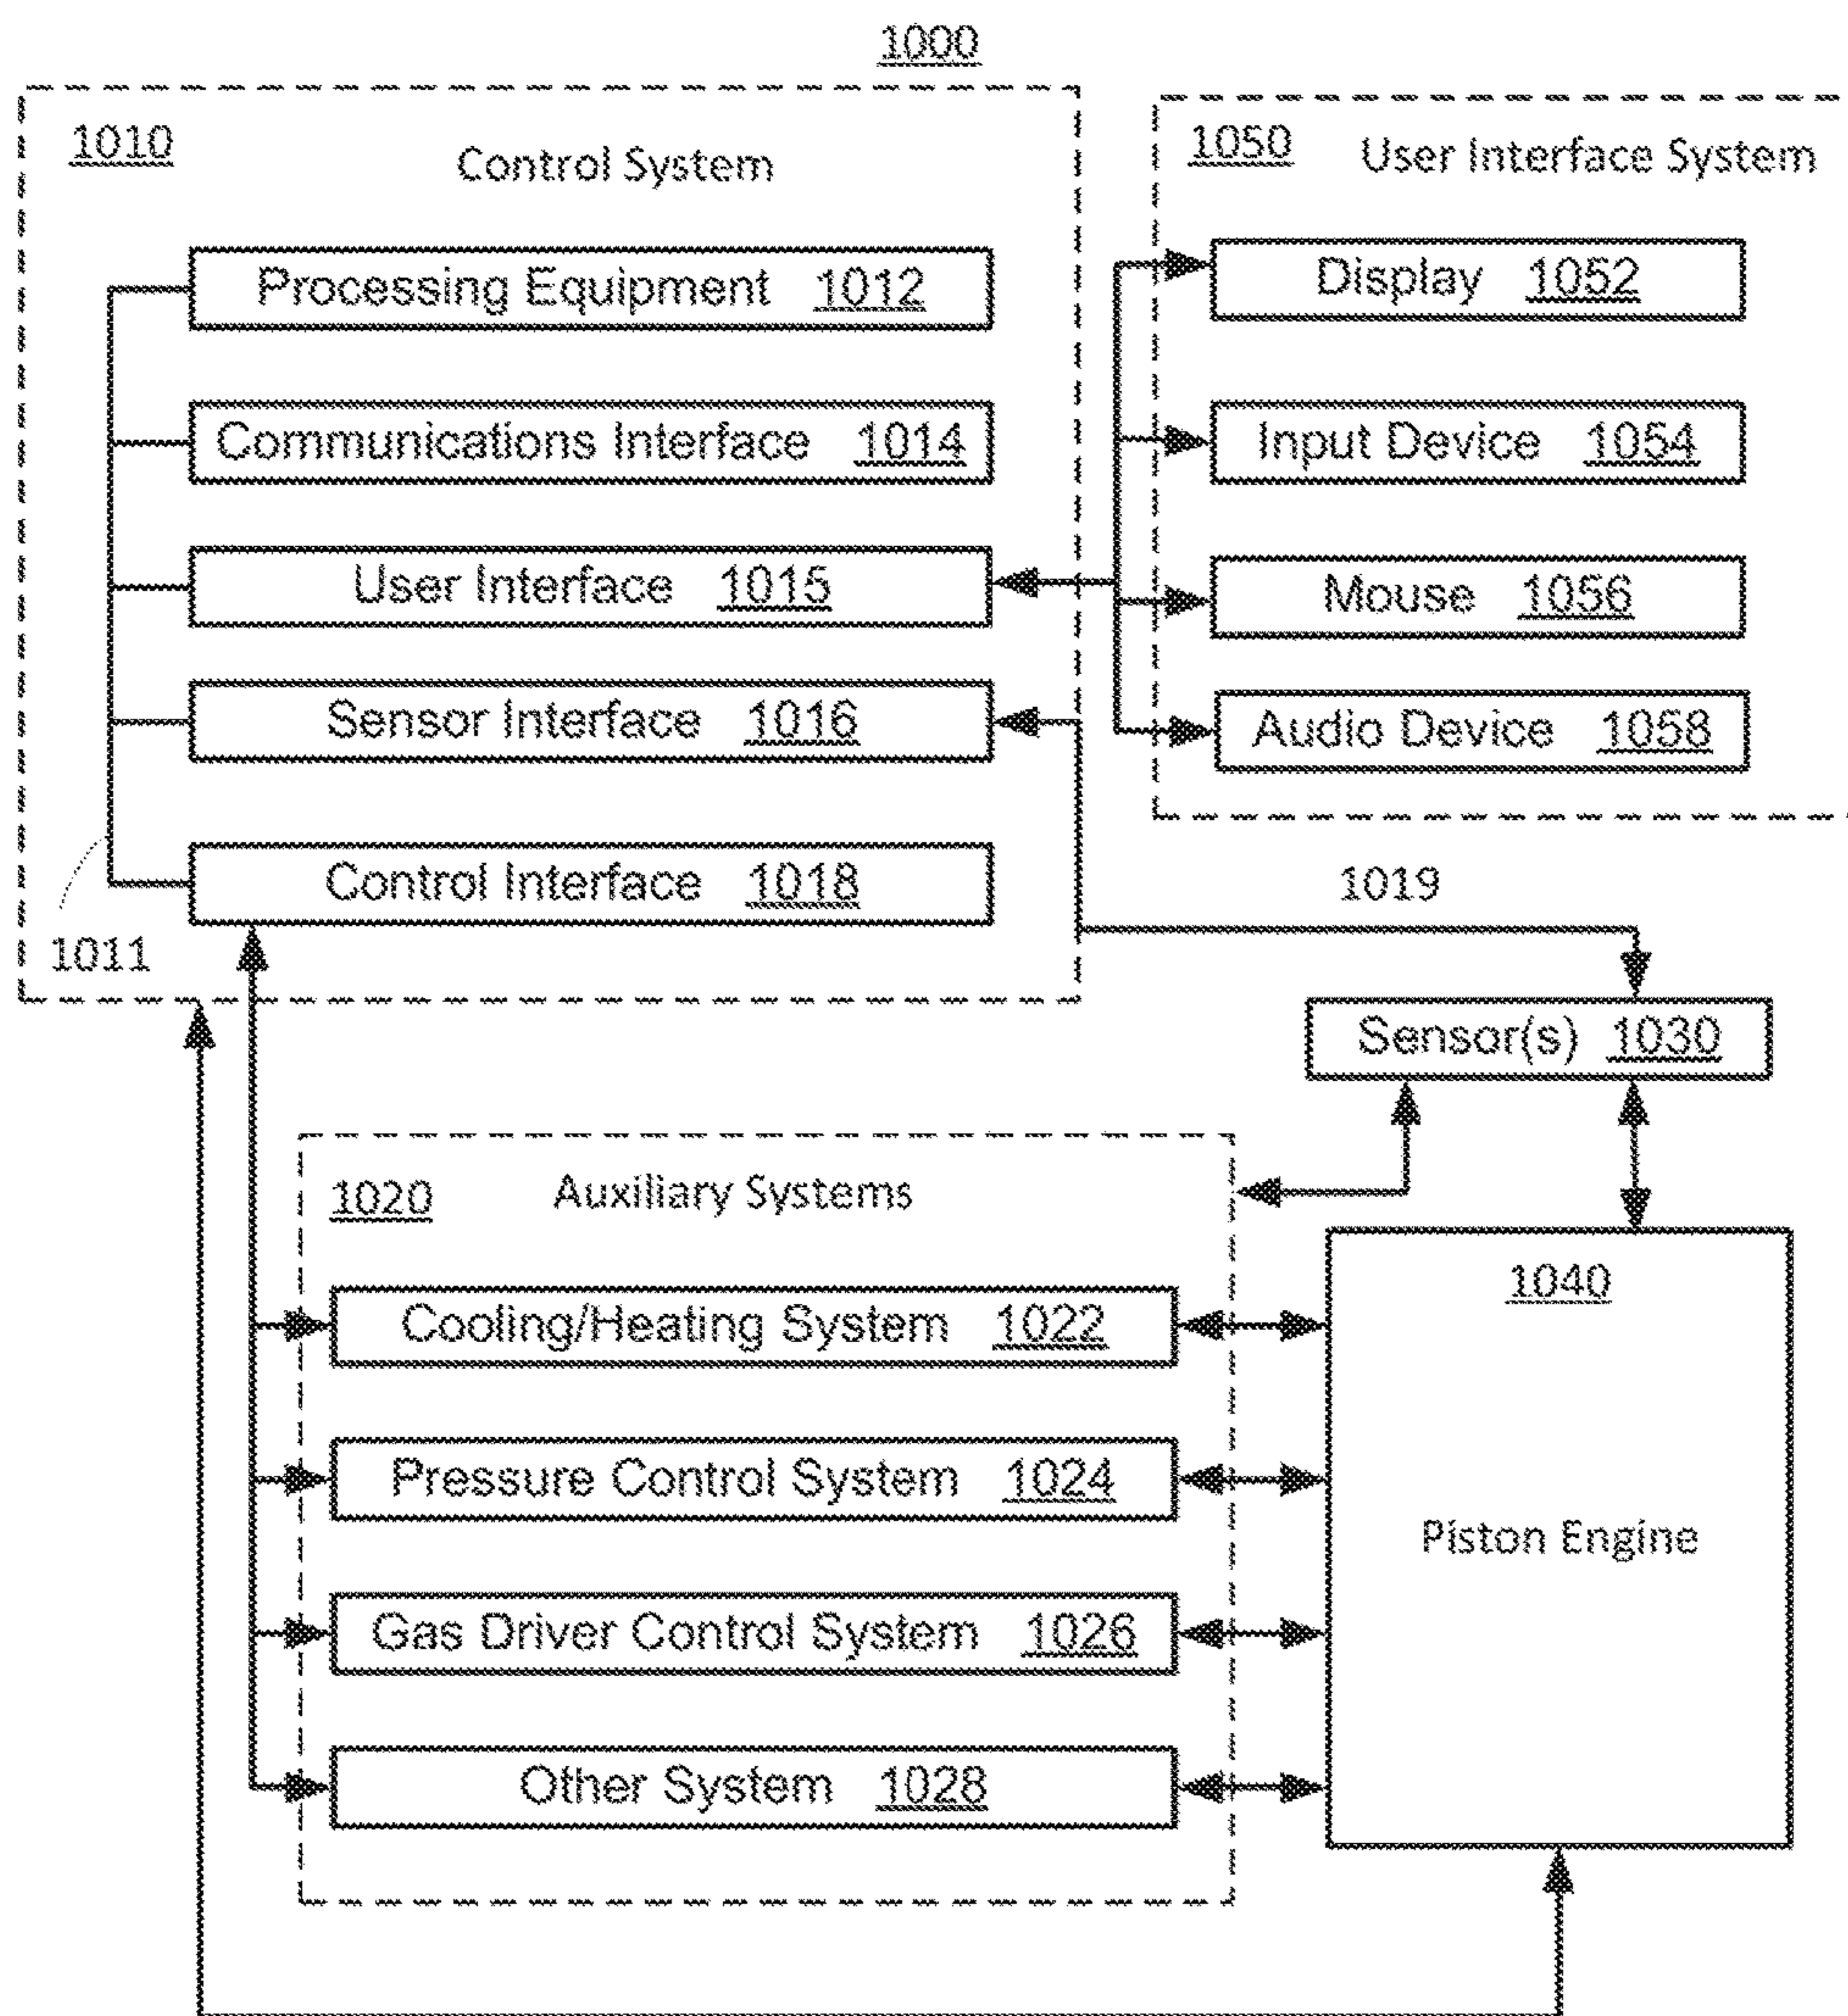 1000
1010 Control System
Processing Equipment 1012
Communications Interface 1014
User Interface 1015
Sensor Interface 1016
Control Interface 1018
1011
1050 User Interface System
Display 1052
Input Device 1054
Mouse 1056
Audio Device 1058
1019
Sensor(s) 1030
1020 Auxiliary Systems
Cooling/Heating System 1022
Pressure Control System 1024
Gas Driver Control System 1026
Other System 1028
1040
Piston Engine